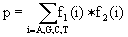 p = ∑ f₁(i) * f₂(i)
i=A,G,C,T